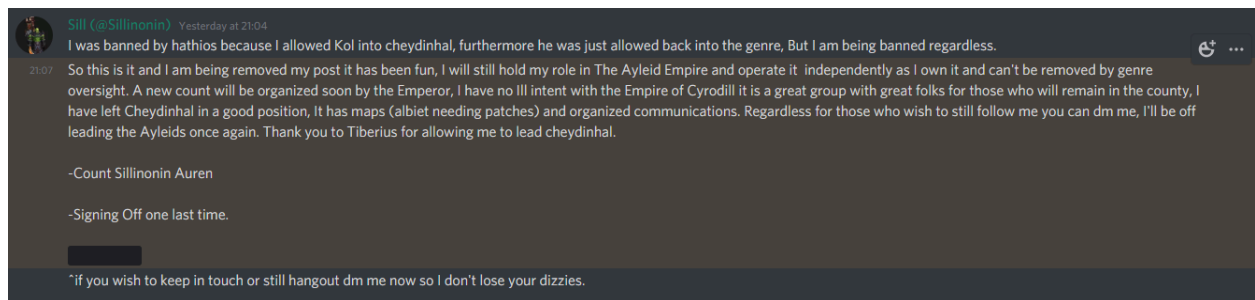 Sill (@Sillinonin) Yesterday at 21:04
I was banned by hathios because I allowed Kol into cheydinhal, furthermore he was just allowed back into the genre, But I am being banned regardless.
21:07 So this is it and I am being removed my post it has been fun, I will still hold my role in The Ayleid Empire and operate it independently as I own it and can't be removed by genre
oversight. A new count will be organized soon by the Emperor, I have no Ill intent with the Empire of Cyrodill it is a great group with great folks for those who will remain in the county, I
have left Cheydinhal in a good position, It has maps (albiet needing patches) and organized communications. Regardless for those who wish to still follow me you can dm me, I'll be off
leading the Ayleids once again. Thank you to Tiberius for allowing me to lead cheydinhal.
-Count Sillinonin Auren
-Signing Off one last time.
^if you wish to keep in touch or still hangout dm me now so I don't lose your dizzies.